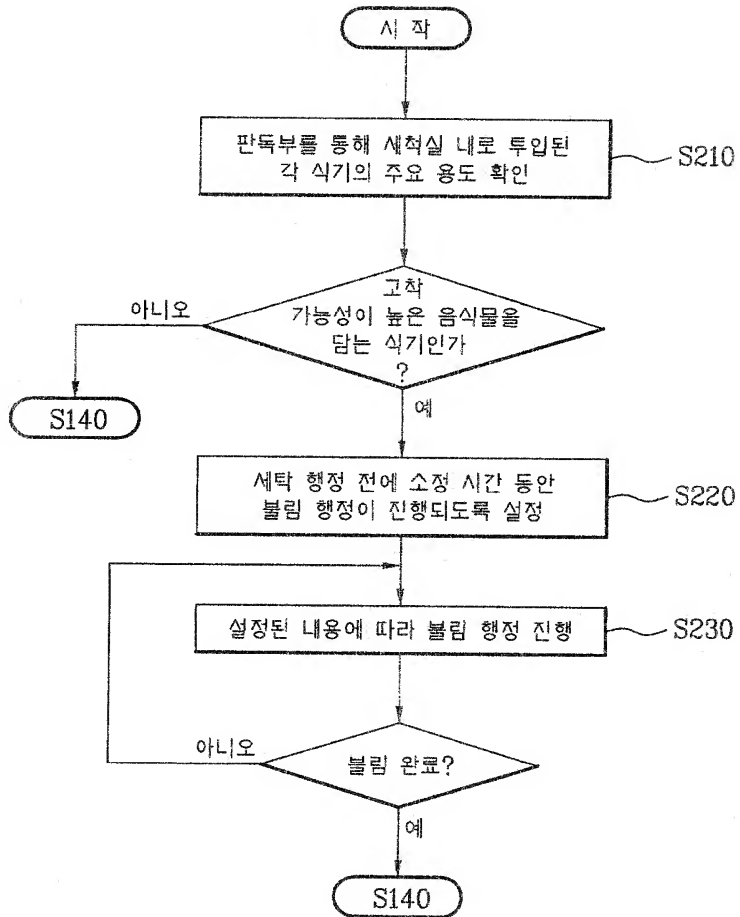 시 작
판독부를 통해 세척실 내로 투입된
각 식기의 주요 용도 확인
S210
고착
가능성이 높은 음식물을
담는 식기인가
?
아니오
S140
예
세탁 행정 전에 소정 시간 동안
불림 행정이 진행되도록 설정
S220
설정된 내용에 따라 불림 행정 진행
S230
아니오
불림 완료?
예
S140